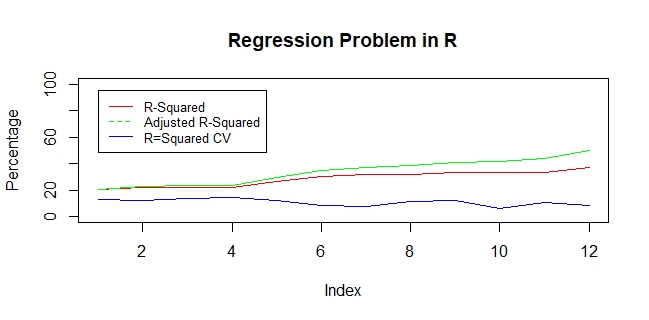 Regression Problem in R
Percentage
100
60
20
0
R-Squared
Adjusted R-Squared
R=Squared CV
2 4 6 8 10 12
Index